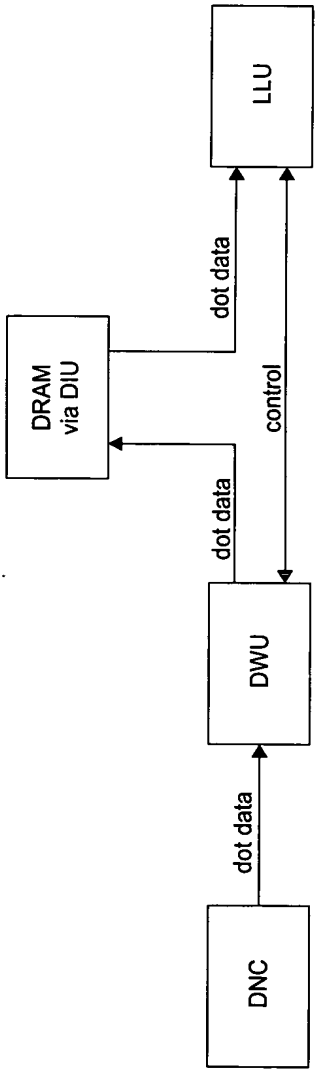 DNC
dot data
DWU
dot data
DRAM
via DIU
dot data
control
LLU